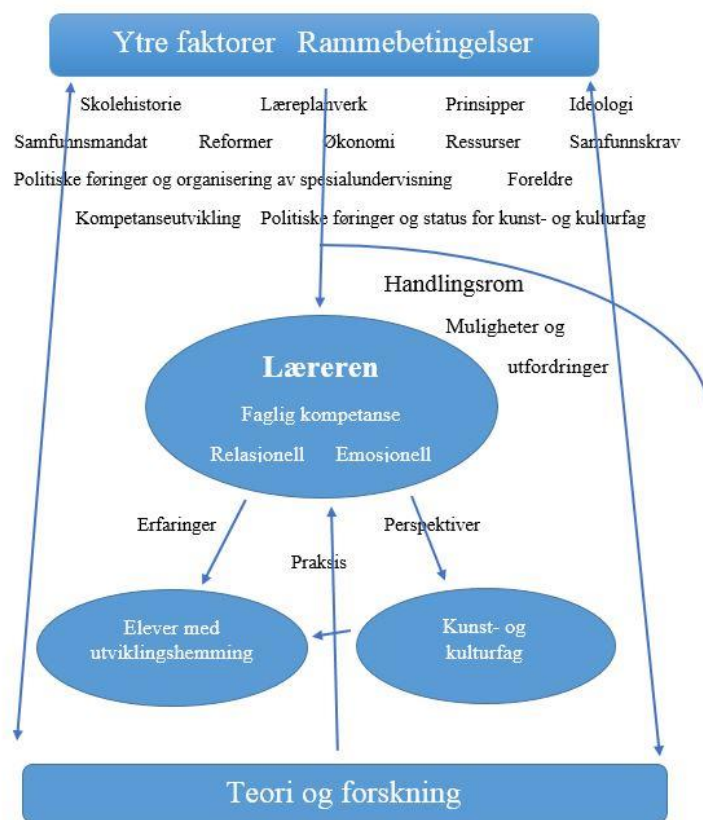 Ytre faktorer Rammebetingelser
Skolehistorie Læreplanverk Prinsipper Ideologi
Samfunnsmandat Reformer Økonomi Ressurser Samfunnskrav
Politiske føringer og organisering av spesialundervisning Foreldre
Kompetanseutvikling Politiske føringer og status for kunst- og kulturfag
Handlingsrom
Muligheter og
utfordringer
Læreren
Faglig kompetanse
Relasjonell Emosjonell
Erfaringer Perspektiver
Praksis
Elever med
utviklingshemming
Kunst- og
kulturfag
Teori og forskning